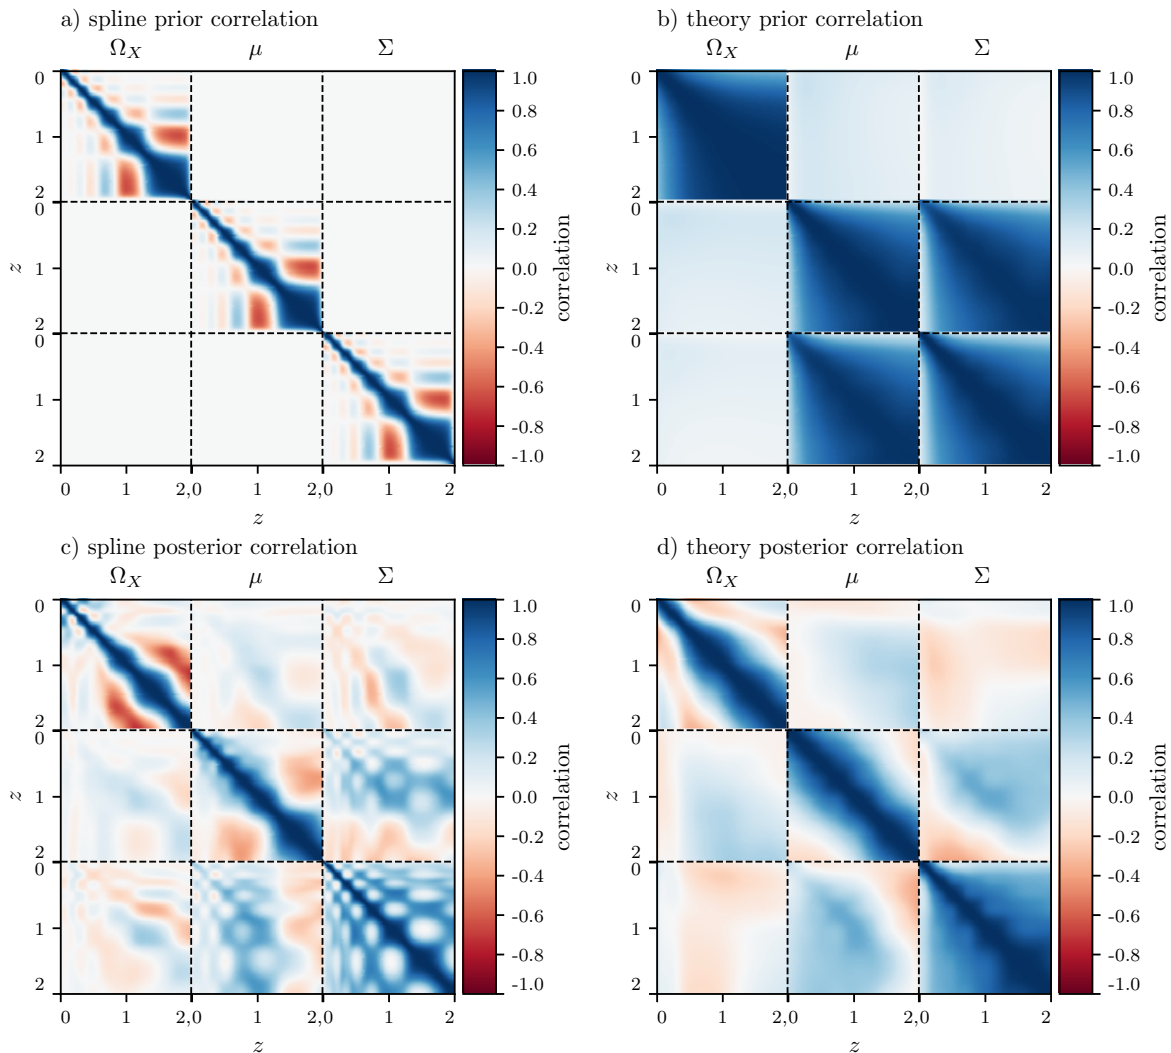 a) spline prior correlation
Ω_X μ Σ
0 1 2 0 1 2 0 1 2
z
0 1 2,0 1 2,0 1 2
z
1.0 0.8 0.6 0.4 0.2 0.0 -0.2 -0.4 -0.6 -0.8 -1.0
correlation
b) theory prior correlation
Ω_X μ Σ
0 1 2 0 1 2 0 1 2
z
0 1 2,0 1 2,0 1 2
z
1.0 0.8 0.6 0.4 0.2 0.0 -0.2 -0.4 -0.6 -0.8 -1.0
correlation
c) spline posterior correlation
Ω_X μ Σ
0 1 2 0 1 2 0 1 2
z
0 1 2,0 1 2,0 1 2
z
1.0 0.8 0.6 0.4 0.2 0.0 -0.2 -0.4 -0.6 -0.8 -1.0
correlation
d) theory posterior correlation
Ω_X μ Σ
0 1 2 0 1 2 0 1 2
z
0 1 2,0 1 2,0 1 2
z
1.0 0.8 0.6 0.4 0.2 0.0 -0.2 -0.4 -0.6 -0.8 -1.0
correlation